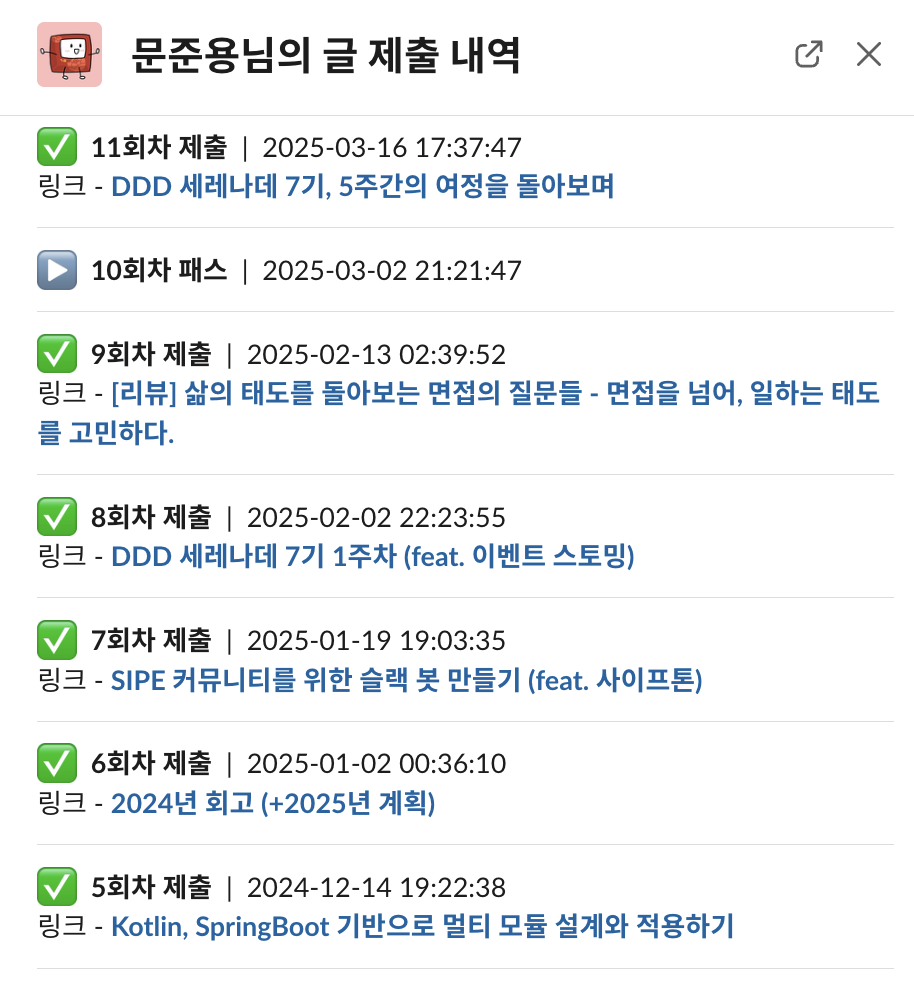 문준용님의 글 제출 내역
✅ 11회차 제출 | 2025-03-16 17:37:47
링크 - DDD 세레나데 7기, 5주간의 여정을 돌아보며
▶️ 10회차 패스 | 2025-03-02 21:21:47
✅ 9회차 제출 | 2025-02-13 02:39:52
링크 - [리뷰] 삶의 태도를 돌아보는 면접의 질문들 - 면접을 넘어, 일하는 태도
를 고민하다.
✅ 8회차 제출 | 2025-02-02 22:23:55
링크 - DDD 세레나데 7기 1주차 (feat. 이벤트 스토밍)
✅ 7회차 제출 | 2025-01-19 19:03:35
링크 - SIPE 커뮤니티를 위한 슬랙 봇 만들기 (feat. 사이프톤)
✅ 6회차 제출 | 2025-01-02 00:36:10
링크 - 2024년 회고 (+2025년 계획)
✅ 5회차 제출 | 2024-12-14 19:22:38
링크 - Kotlin, SpringBoot 기반으로 멀티 모듈 설계와 적용하기